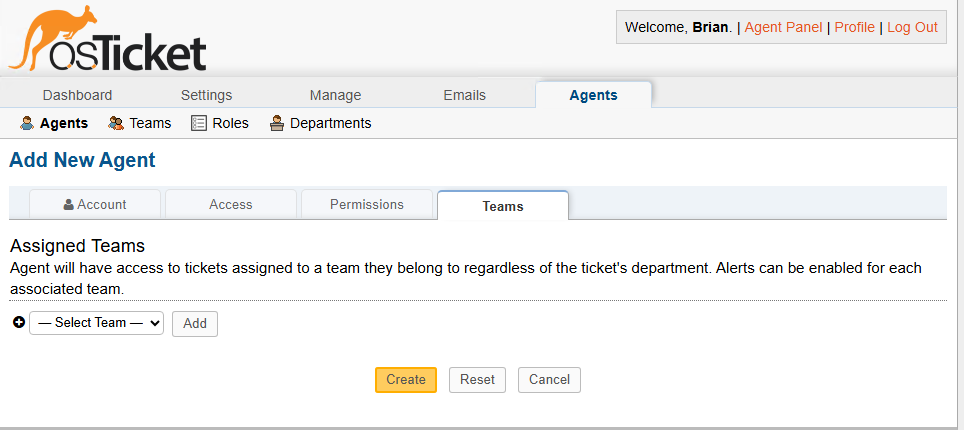 osTicket
Welcome, Brian. | Agent Panel | Profile | Log Out
Dashboard Settings Manage Emails Agents
Agents Teams Roles Departments
Add New Agent
Account Access Permissions Teams
Assigned Teams
Agent will have access to tickets assigned to a team they belong to regardless of the ticket's department. Alerts can be enabled for each
associated team.
— Select Team — Add
Create Reset Cancel